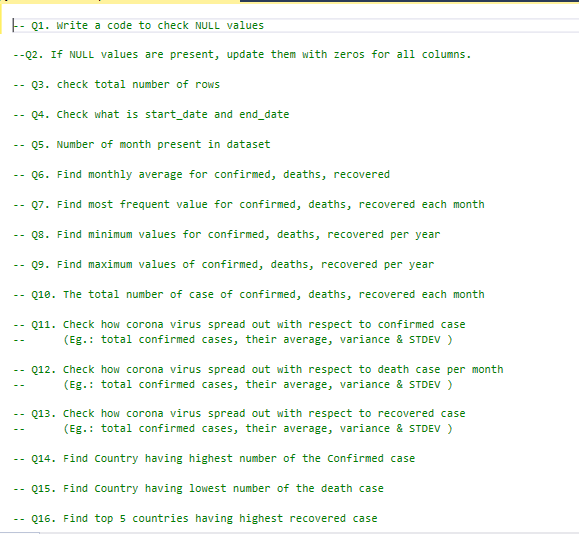 -- Q1. Write a code to check NULL values
--Q2. If NULL values are present, update them with zeros for all columns.
-- Q3. check total number of rows
-- Q4. Check what is start_date and end_date
-- Q5. Number of month present in dataset
-- Q6. Find monthly average for confirmed, deaths, recovered
-- Q7. Find most frequent value for confirmed, deaths, recovered each month
-- Q8. Find minimum values for confirmed, deaths, recovered per year
-- Q9. Find maximum values of confirmed, deaths, recovered per year
-- Q10. The total number of case of confirmed, deaths, recovered each month
-- Q11. Check how corona virus spread out with respect to confirmed case
--      (Eg.: total confirmed cases, their average, variance & STDEV )
-- Q12. Check how corona virus spread out with respect to death case per month
--      (Eg.: total confirmed cases, their average, variance & STDEV )
-- Q13. Check how corona virus spread out with respect to recovered case
--      (Eg.: total confirmed cases, their average, variance & STDEV )
-- Q14. Find Country having highest number of the Confirmed case
-- Q15. Find Country having lowest number of the death case
-- Q16. Find top 5 countries having highest recovered case